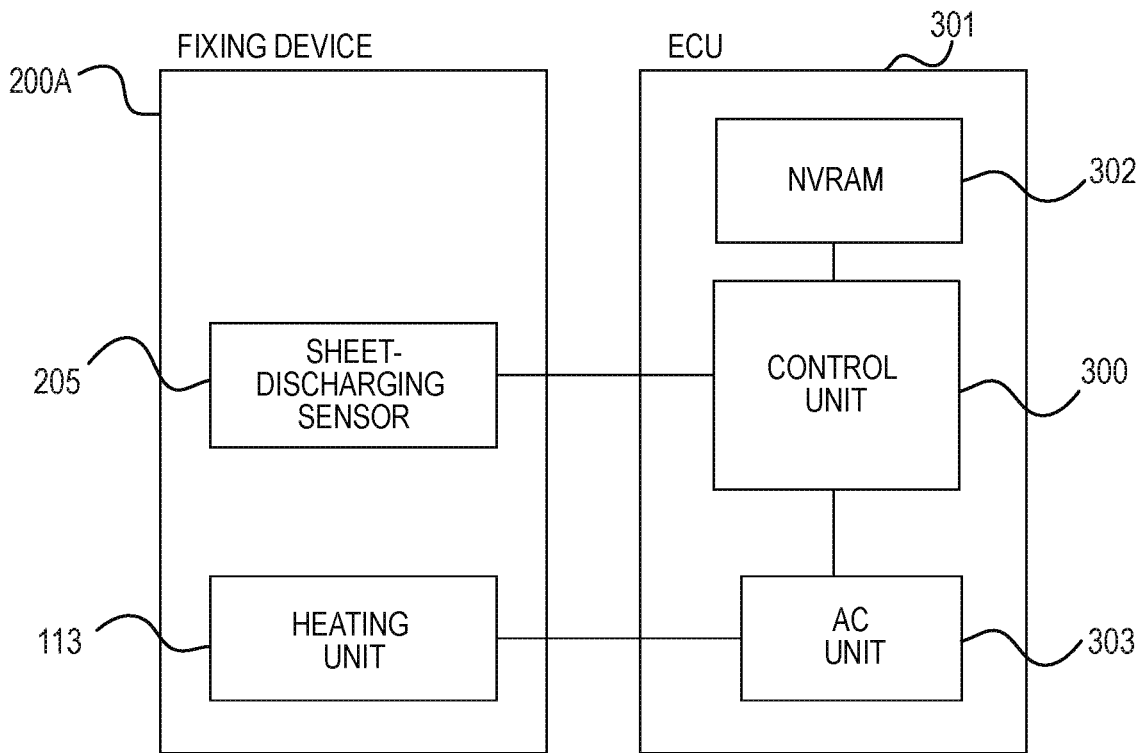 FIXING DEVICE
ECU
301
200A
NVRAM
302
SHEET-
DISCHARGING
SENSOR
205
CONTROL
UNIT
300
HEATING
UNIT
113
AC
UNIT
303